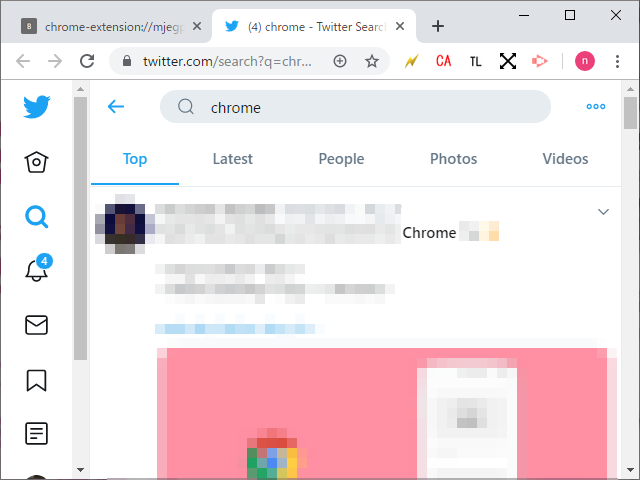 B chrome-extension://mjegp
(4) chrome - Twitter Search
twitter.com/search?q=chr...
CA
TL
n
chrome
Top
Latest
People
Photos
Videos
Chrome
4